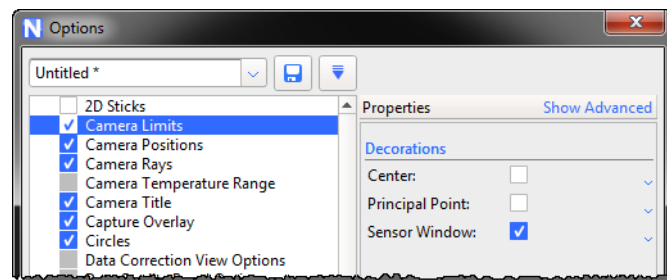 N Options
x
Untitled *
2D Sticks
Camera Limits
Camera Positions
Camera Rays
Camera Temperature Range
Camera Title
Capture Overlay
Circles
Data Correction View Options
Properties Show Advanced
Decorations
Center:
Principal Point:
Sensor Window: